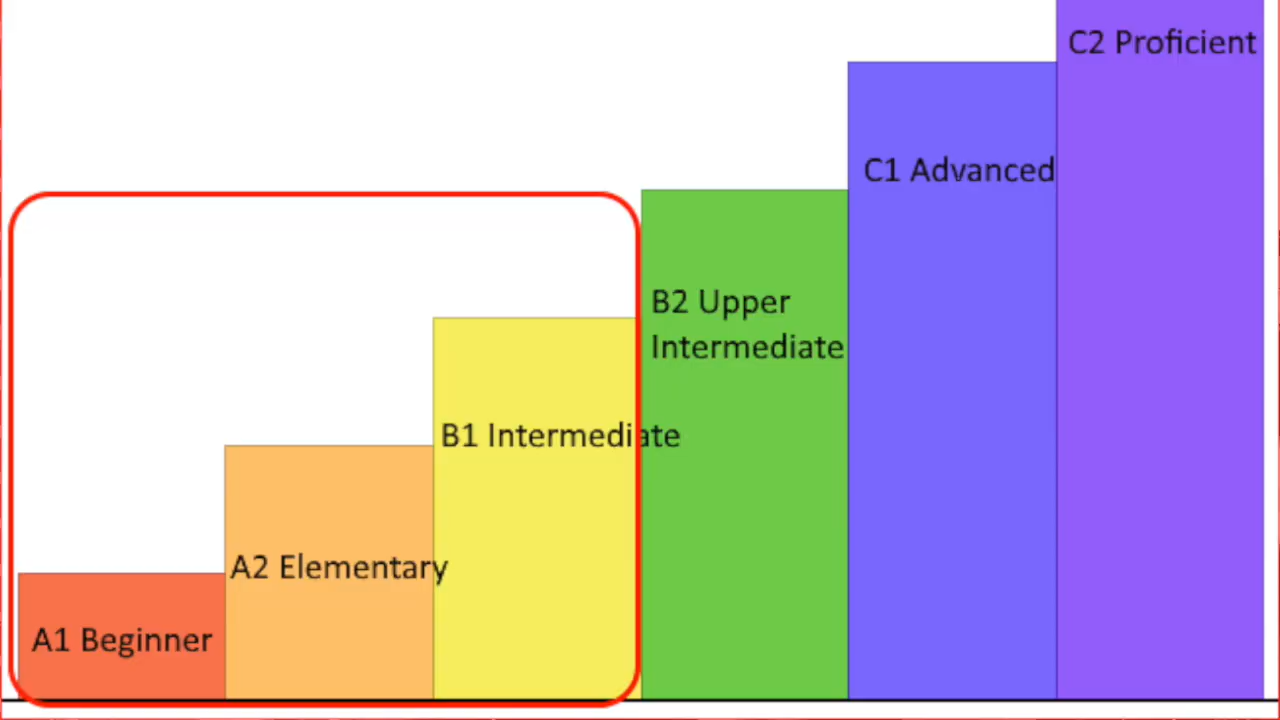 A1 Beginner
A2 Elementary
B1 Intermediate
B2 Upper
Intermediate
C1 Advanced
C2 Proficient